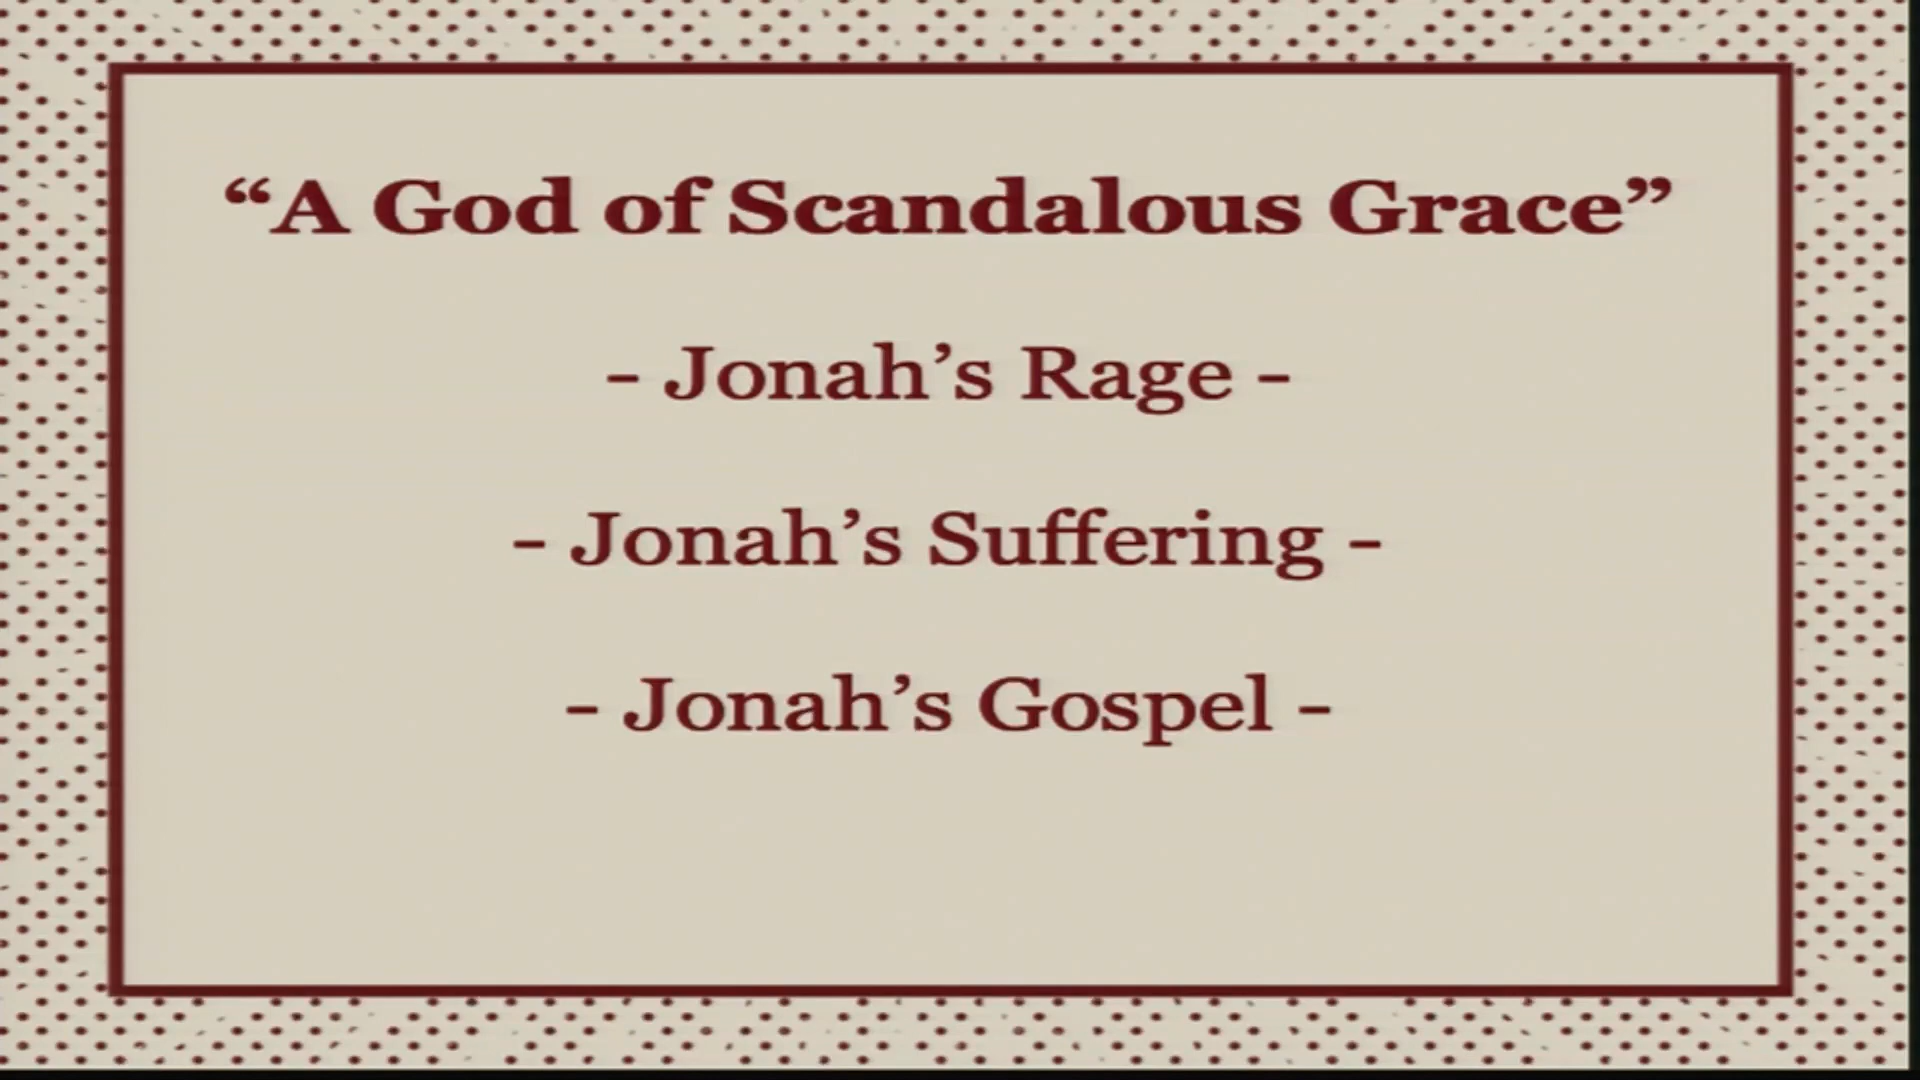 “A God of Scandalous Grace”
- Jonah’s Rage -
- Jonah’s Suffering -
- Jonah’s Gospel -